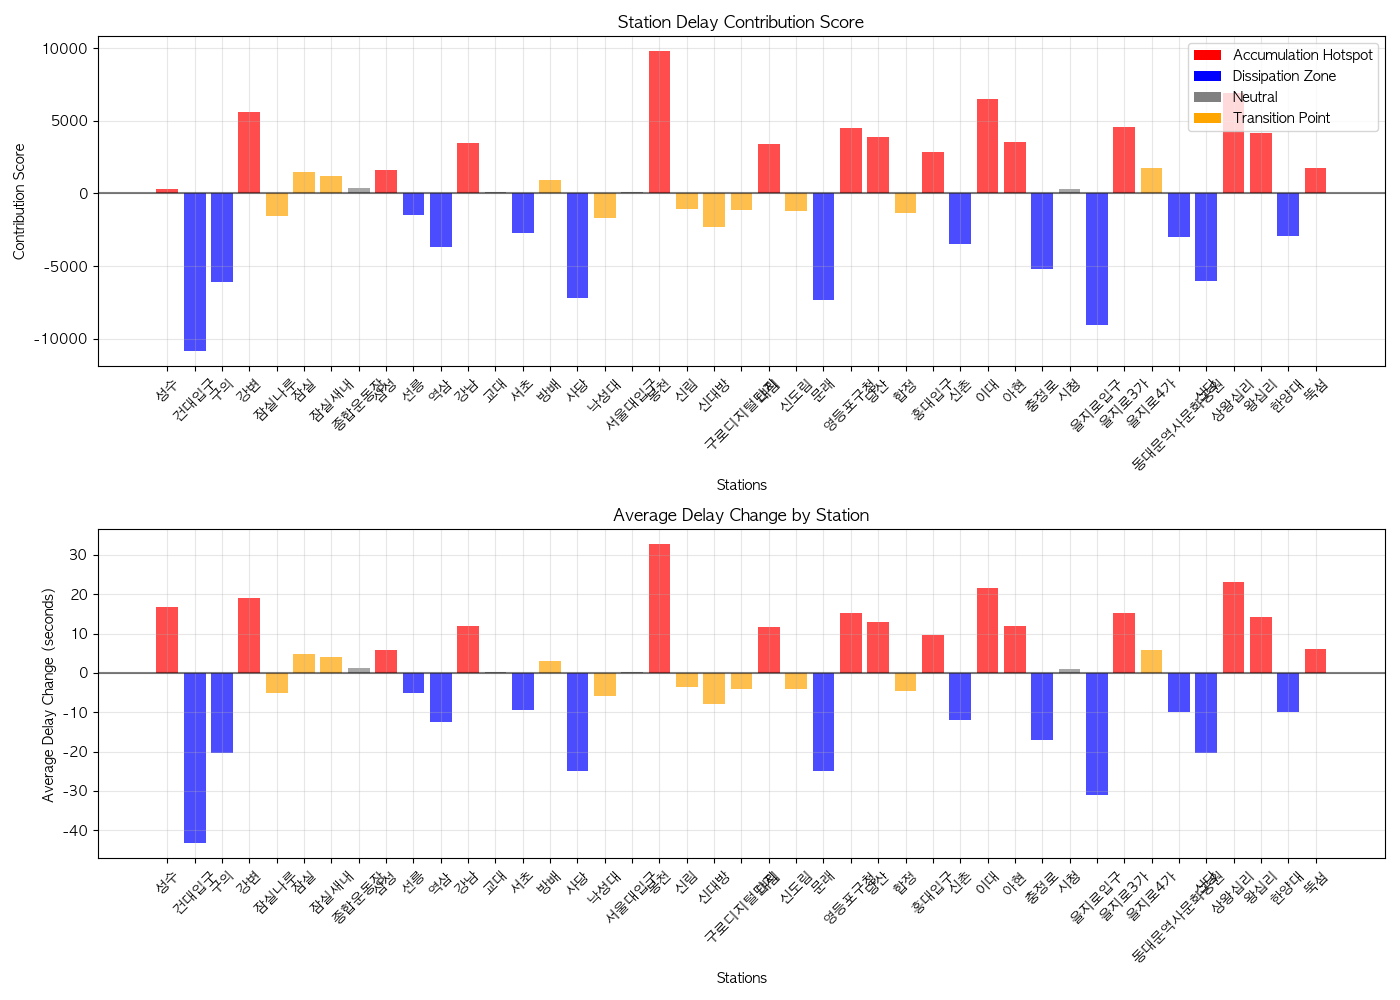 Station Delay Contribution Score
Contribution Score
10000
5000
0
-5000
-10000
Accumulation Hotspot
Dissipation Zone
Neutral
Transition Point
성수
건대입구
구의
강변
잠실나루
잠실
잠실새내
종합운동장
삼성
선릉
역삼
강남
교대
서초
방배
사당
낙성대
서울대입구
봉천
신림
신대방
구로디지털단지
대림
신도림
문래
영등포구청
당산
합정
홍대입구
신촌
이대
아현
충정로
시청
을지로입구
을지로3가
을지로4가
동대문역사문화공원
신당
상왕십리
왕십리
한양대
뚝섬
Stations
Average Delay Change by Station
Average Delay Change (seconds)
30
20
10
0
-10
-20
-30
-40
성수
건대입구
구의
강변
잠실나루
잠실
잠실새내
종합운동장
삼성
선릉
역삼
강남
교대
서초
방배
사당
낙성대
서울대입구
봉천
신림
신대방
구로디지털단지
대림
신도림
문래
영등포구청
당산
합정
홍대입구
신촌
이대
아현
충정로
시청
을지로입구
을지로3가
을지로4가
동대문역사문화공원
신당
상왕십리
왕십리
한양대
뚝섬
Stations